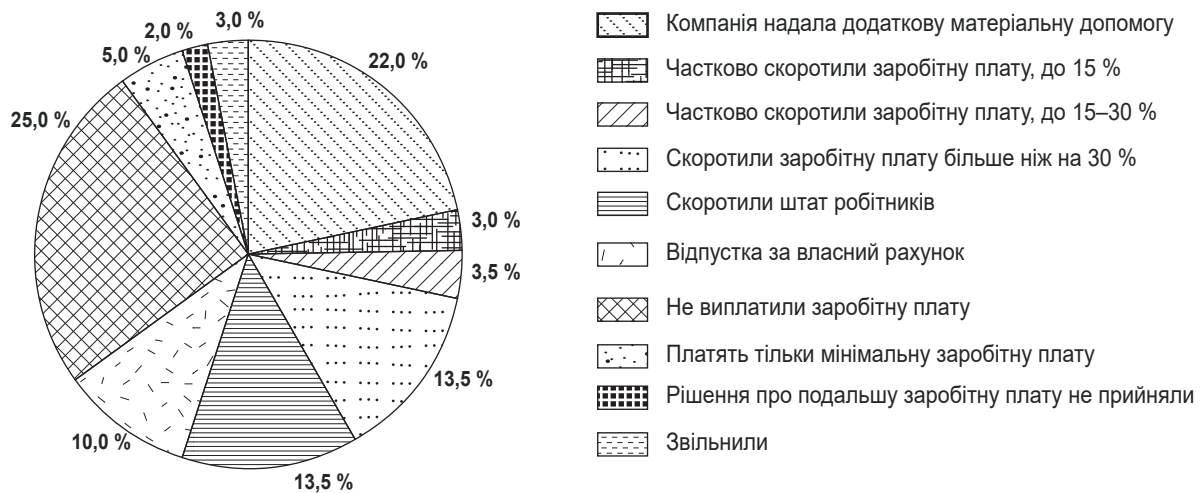 3,0 %
2,0 %
5,0 %
22,0 %
25,0 %
3,0 %
3,5 %
13,5 %
10,0 %
13,5 %
Компанія надала додаткову матеріальну допомогу
Частково скоротили заробітну плату, до 15 %
Частково скоротили заробітну плату, до 15–30 %
Скоротили заробітну плату більше ніж на 30 %
Скоротили штат робітників
Відпустка за власний рахунок
Не виплатили заробітну плату
Платять тільки мінімальну заробітну плату
Рішення про подальшу заробітну плату не прийняли
Звільнили